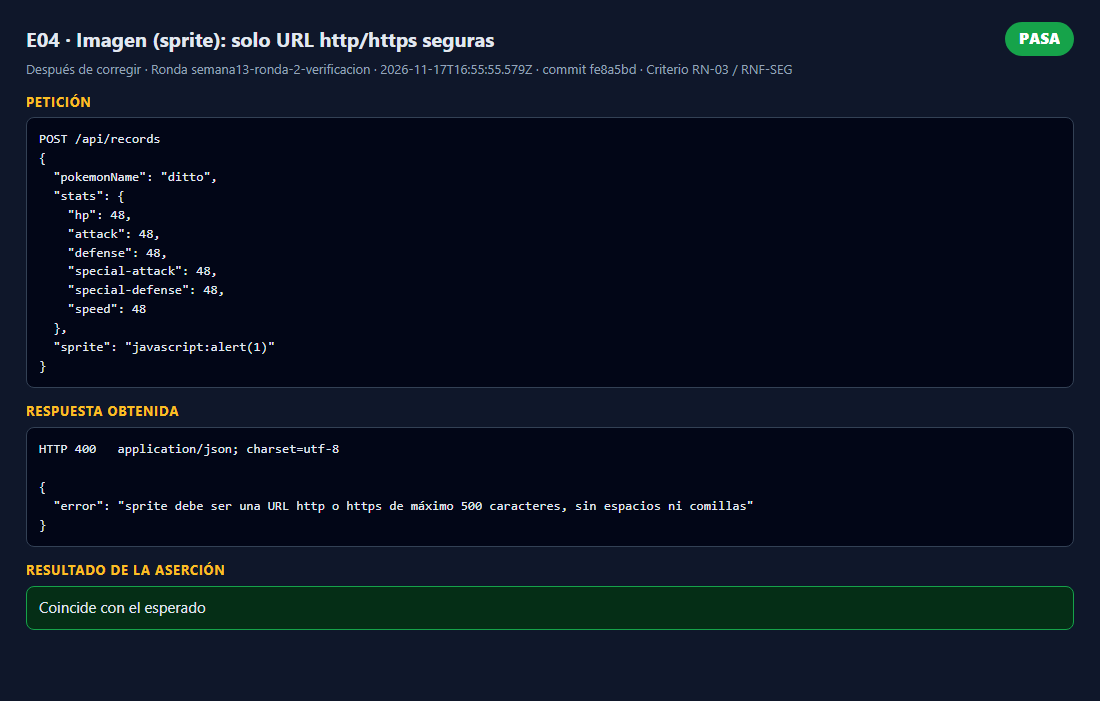 E04 · Imagen (sprite): solo URL http/https seguras
PASA
Después de corregir · Ronda semana13-ronda-2-verificacion · 2026-11-17T16:55:55.579Z · commit fe8a5bd · Criterio RN-03 / RNF-SEG
PETICIÓN
POST /api/records
{
  "pokemonName": "ditto",
  "stats": {
    "hp": 48,
    "attack": 48,
    "defense": 48,
    "special-attack": 48,
    "special-defense": 48,
    "speed": 48
  },
  "sprite": "javascript:alert(1)"
}
RESPUESTA OBTENIDA
HTTP 400   application/json; charset=utf-8
{
  "error": "sprite debe ser una URL http o https de máximo 500 caracteres, sin espacios ni comillas"
}
RESULTADO DE LA ASERCIÓN
Coincide con el esperado